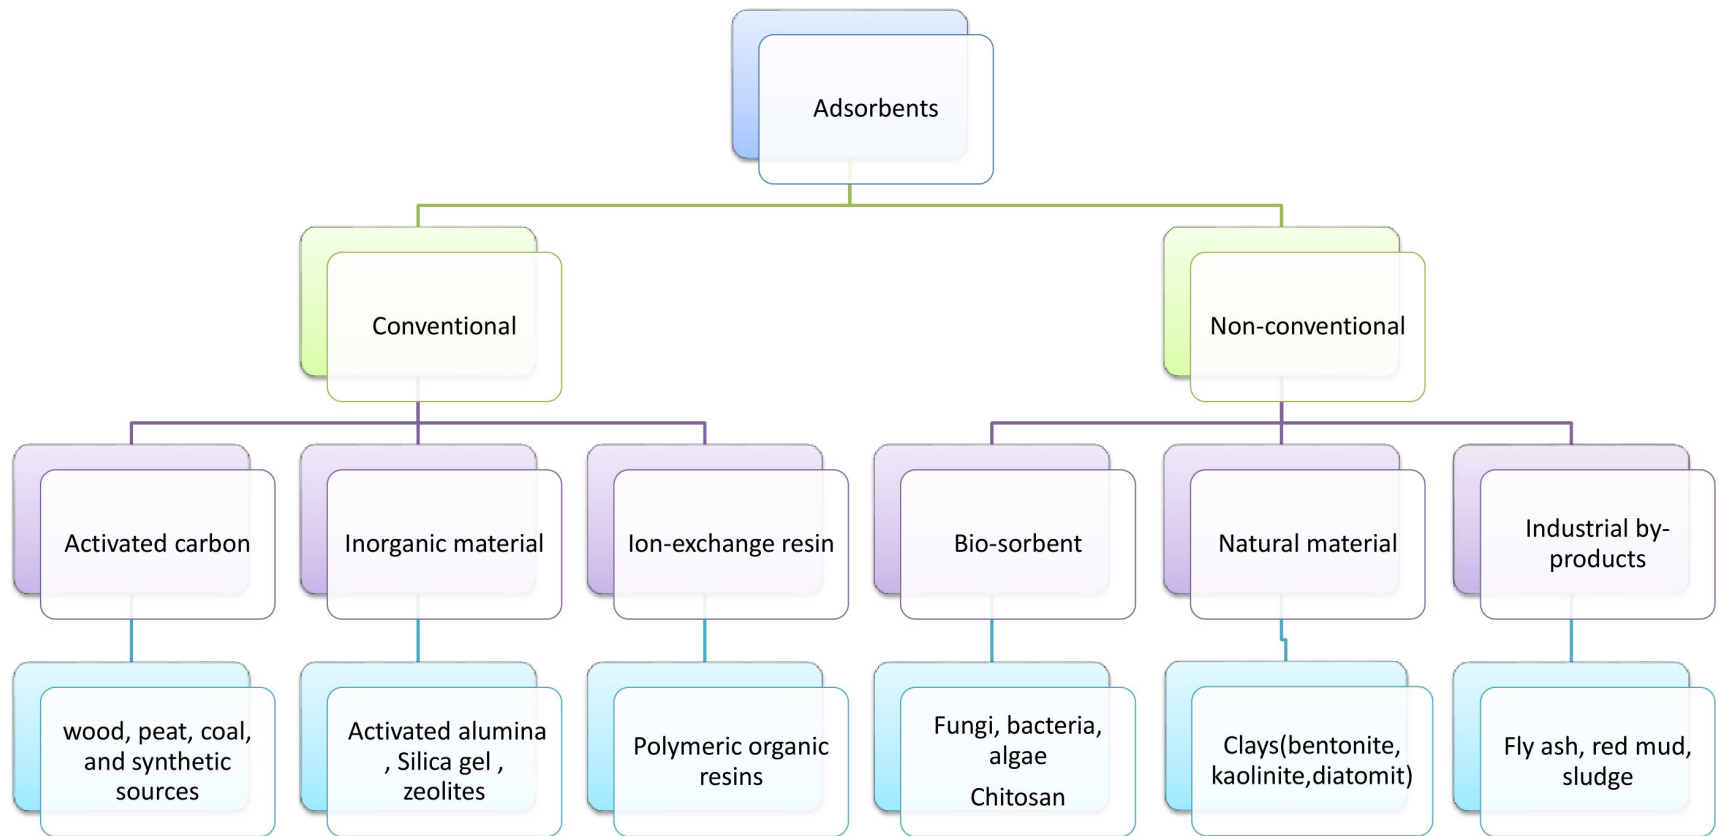 Adsorbents
Conventional
Non-conventional
Activated carbon
Inorganic material
Ion-exchange resin
Bio-sorbent
Natural material
Industrial by-
products
wood, peat, coal,
and synthetic
sources
Activated alumina
, Silica gel ,
zeolites
Polymeric organic
resins
Fungi, bacteria,
algae
Chitosan
Clays(bentonite,
kaolinite,diatomit)
Fly ash, red mud,
sludge